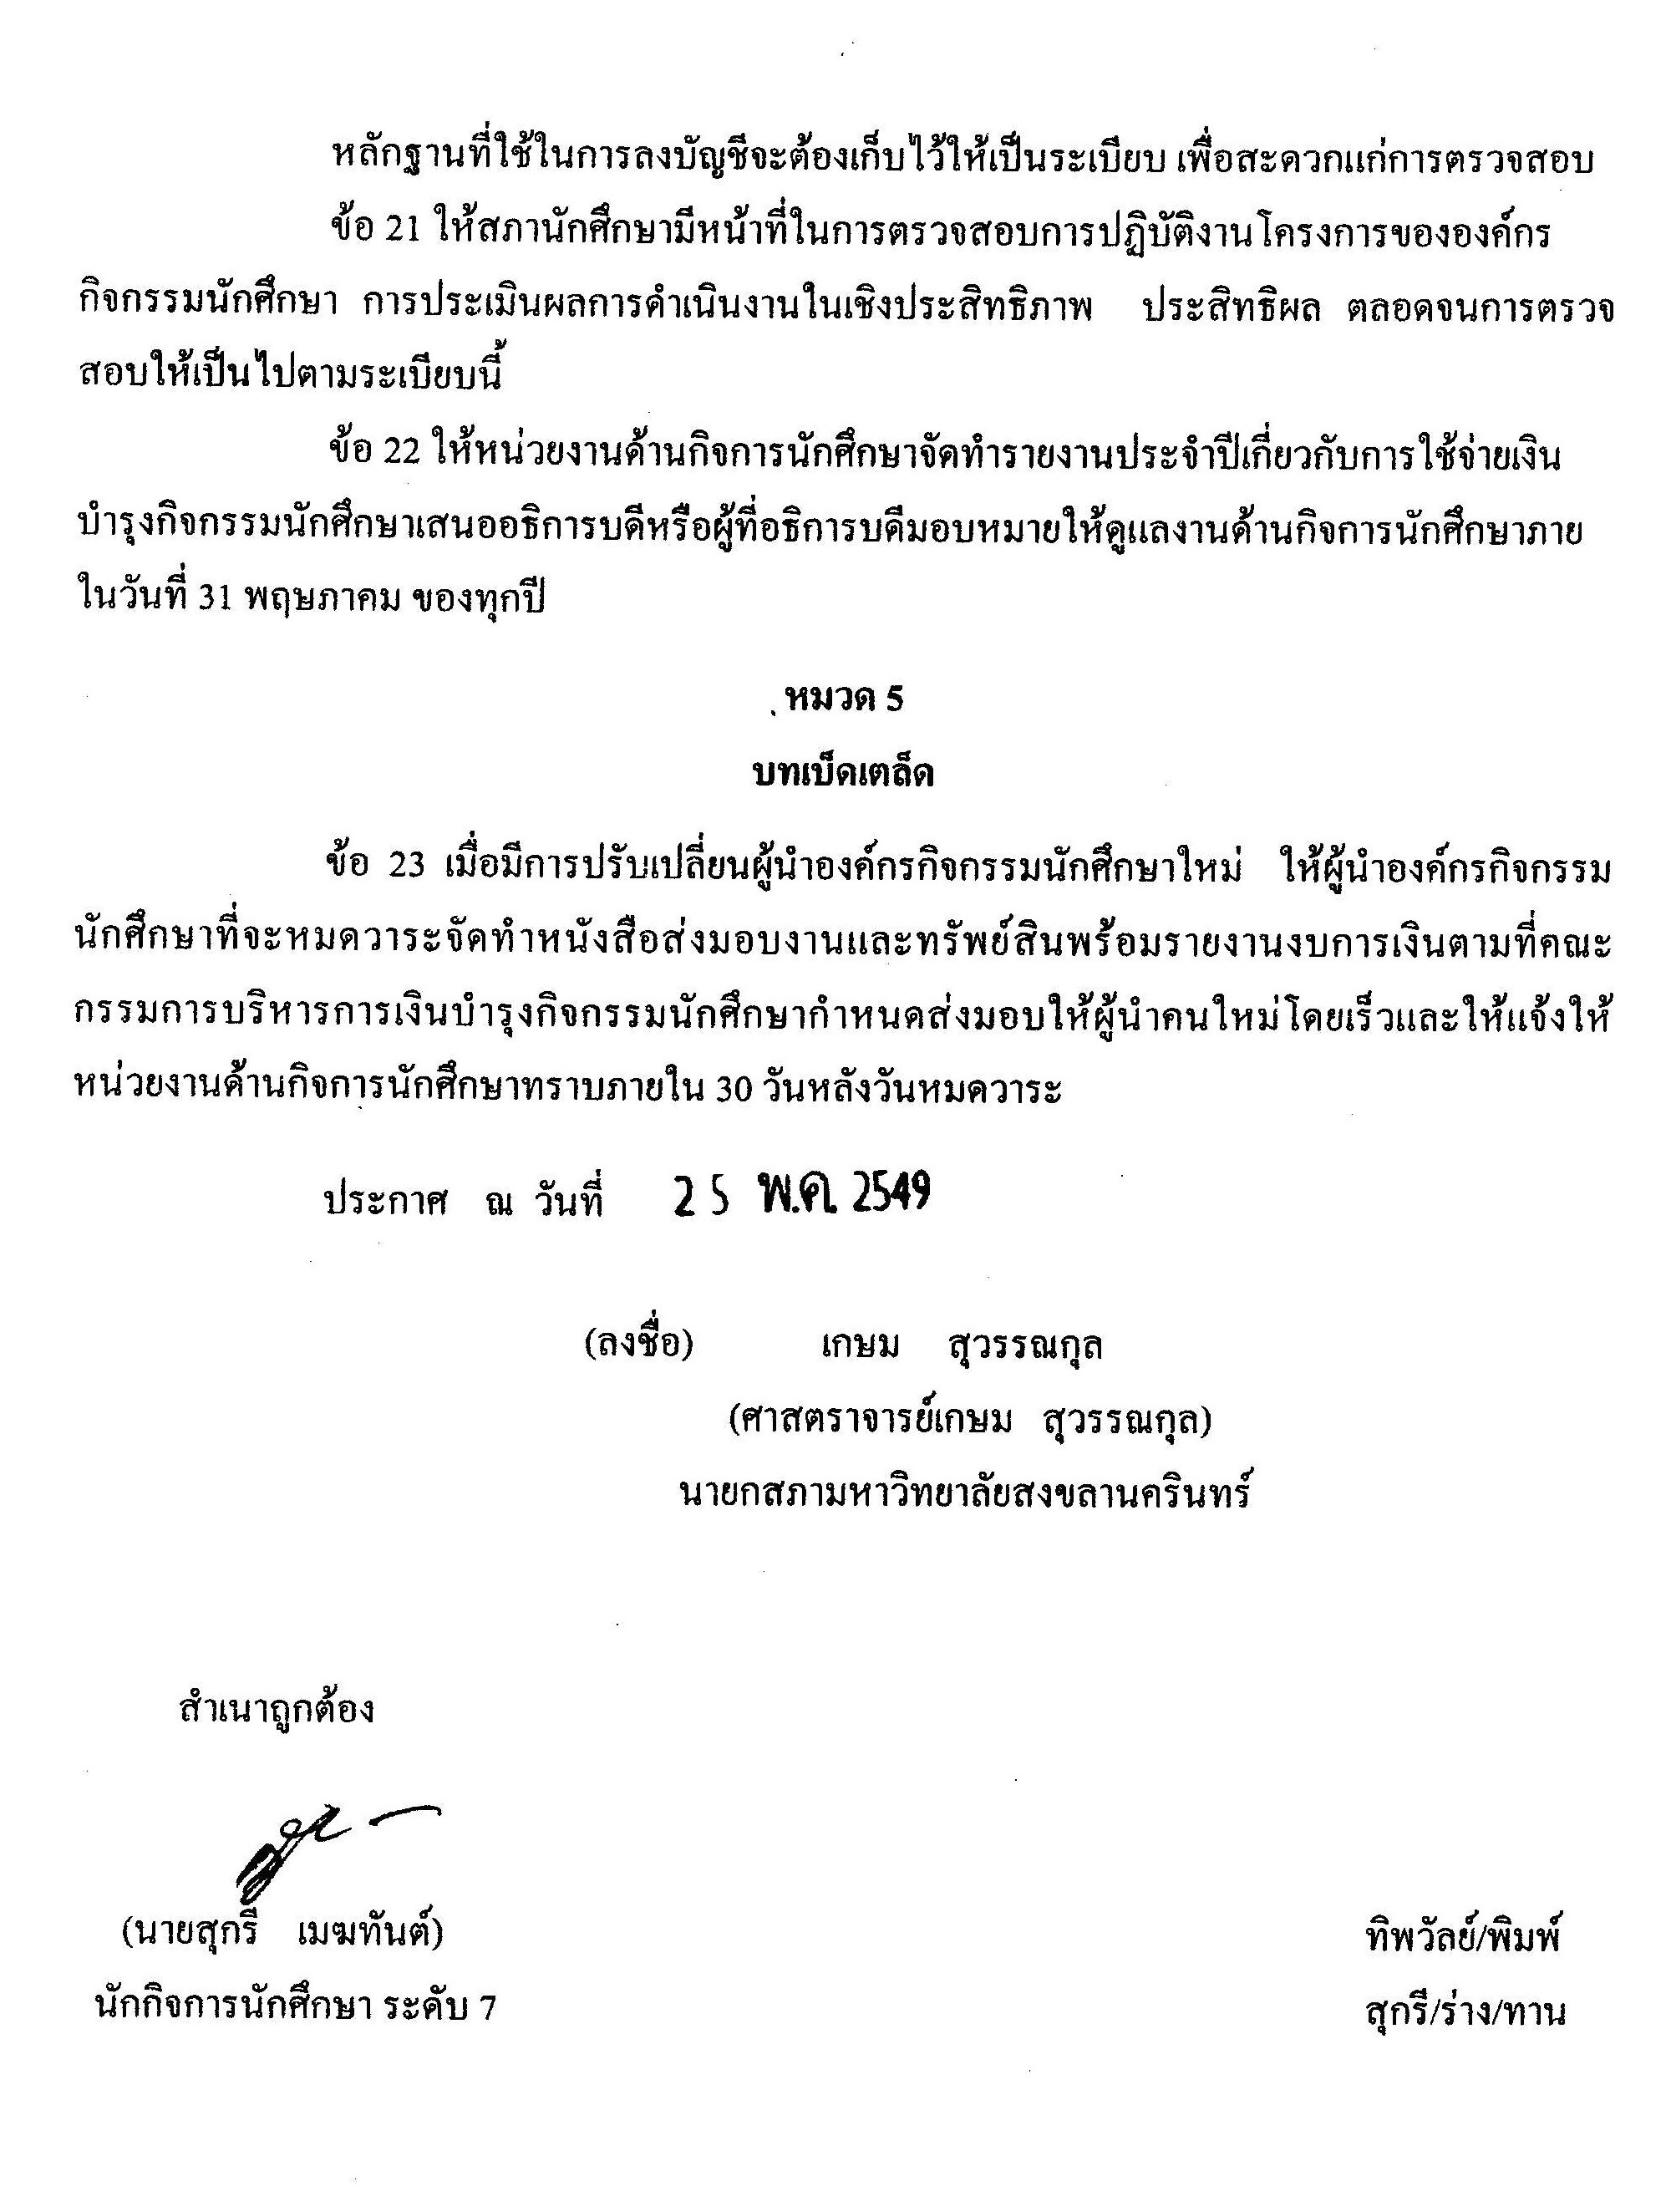 หลักฐานที่ใช้ในการลงบัญชีจะต้องเก็บไว้ให้เป็นระเบียบ เพื่อสะดวกแก่การตรวจสอบ
ข้อ 21 ให้สภานักศึกษามีหน้าที่ในการตรวจสอบการปฏิบัติงานโครงการขององค์กร
กิจกรรมนักศึกษา การประเมินผลการดำเนินงานในเชิงประสิทธิภาพ ประสิทธิผล ตลอดจนการตรวจ
สอบให้เป็นไปตามระเบียบนี้
ข้อ 22 ให้หน่วยงานด้านกิจการนักศึกษาจัดทำรายงานประจำปีเกี่ยวกับการใช้จ่ายเงิน
บำรุงกิจกรรมนักศึกษาเสนออธิการบดีหรือผู้ที่อธิการบดีมอบหมายให้ดูแลงานด้านกิจการนักศึกษาภาย
ในวันที่ 31 พฤษภาคม ของทุกปี
หมวด 5
บทเบ็ดเตล็ด
ข้อ 23 เมื่อมีการปรับเปลี่ยนผู้นำองค์กรกิจกรรมนักศึกษาใหม่ ให้ผู้นำองค์กรกิจกรรม
นักศึกษาที่จะหมดวาระจัดทำหนังสือส่งมอบงานและทรัพย์สินพร้อมรายงานงบการเงินตามที่คณะ
กรรมการบริหารการเงินบำรุงกิจกรรมนักศึกษากำหนดส่งมอบให้ผู้นำคนใหม่โดยเร็วและให้แจ้งให้
หน่วยงานด้านกิจการนักศึกษาทราบภายใน 30 วันหลังวันหมดวาระ
ประกาศ ณ วันที่ 25 พ.ค. 2549
(ลงชื่อ) เกษม สุวรรณกุล
(ศาสตราจารย์เกษม สุวรรณกุล)
นายกสภามหาวิทยาลัยสงขลานครินทร์
สำเนาถูกต้อง
(นายสุกรี เมฆทันต์)
นักกิจการนักศึกษา ระดับ 7
ทิพวัลย์/พิมพ์
สุกรี/ร่าง/ทาน